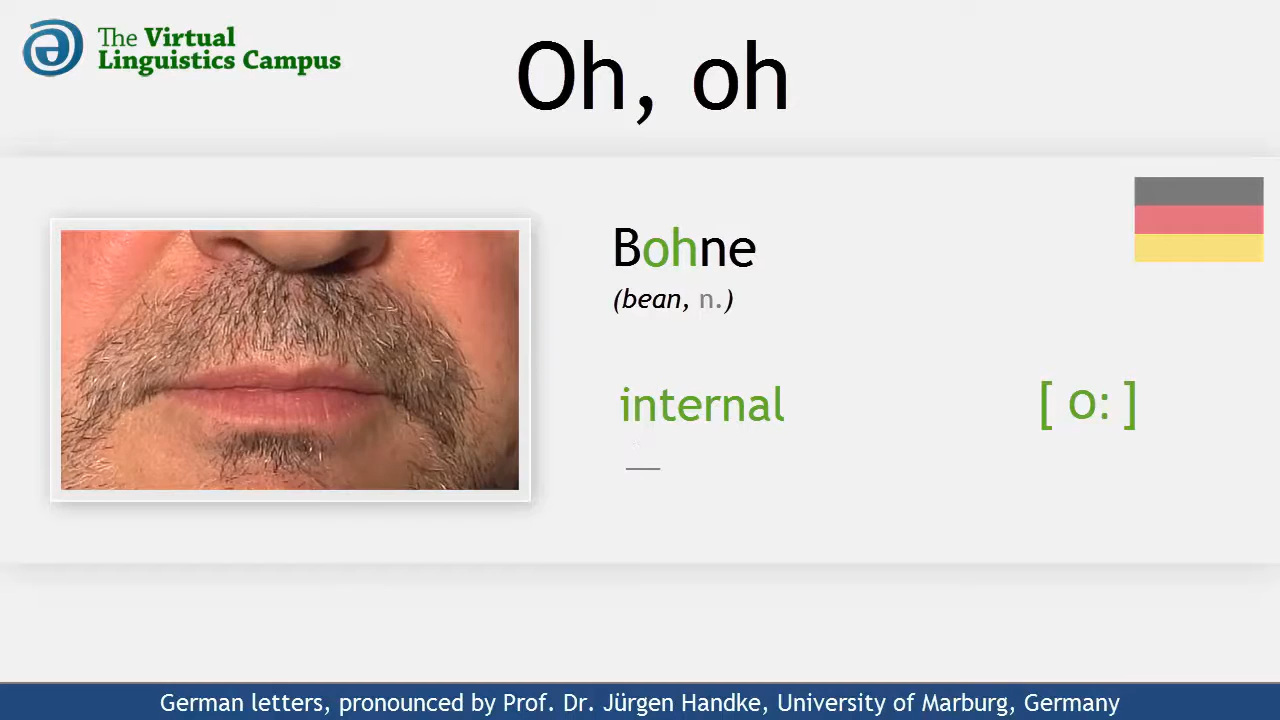 The Virtual
Linguistics Campus
Oh, oh
Bohne
(bean, n.)
internal
[ o: ]
German letters, pronounced by Prof. Dr. Jürgen Handke, University of Marburg, Germany